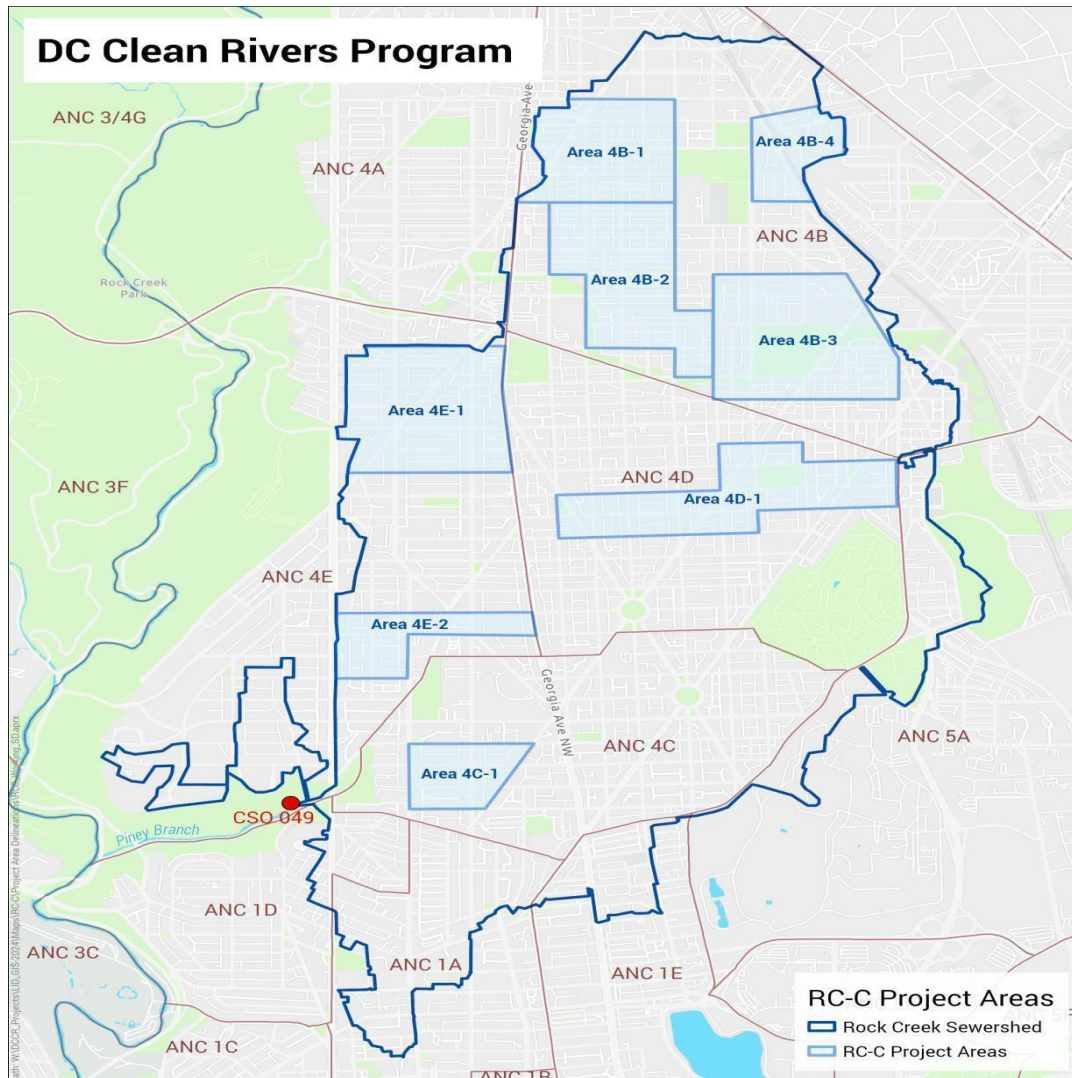 DC Clean Rivers Program
ANC 3/4G
ANC 4A
Georgia Ave
Area 4B-1
Area 4B-4
ANC 4B
Rock Creek
Park
Area 4B-2
Area 4B-3
Area 4E-1
ANC 3F
ANC 4D
Area 4D-1
ANC 4E
Area 4E-2
Georgia Ave NW
ANC 4C
ANC 5A
Area 4C-1
CSO 049
Piney Branch
ANC 1D
ANC 3C
ANC 1A
ANC 1E
ANC 1C
ANC 1B
RC-C Project Areas
Rock Creek Sewershed
RC-C Project Areas